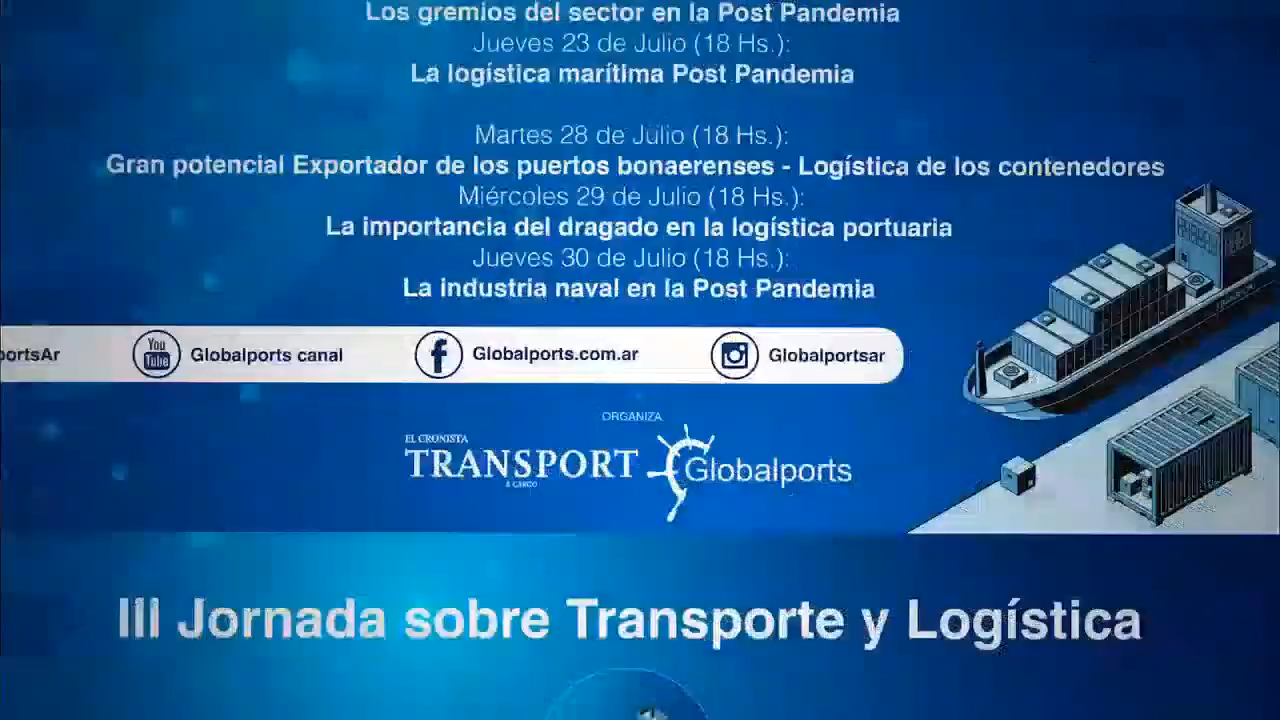 Los gremios del sector en la Post Pandemia
Jueves 23 de Julio (18 Hs.):
La logística marítima Post Pandemia
Martes 28 de Julio (18 Hs.):
Gran potencial Exportador de los puertos bonaerenses - Logística de los contenedores
Miércoles 29 de Julio (18 Hs.):
La importancia del dragado en la logística portuaria
Jueves 30 de Julio (18 Hs.):
La industria naval en la Post Pandemia
portsAr
You Tube
Globalports canal
Globalports.com.ar
Globalportsar
ORGANIZA
EL CRONISTA
TRANSPORT
& CARGO
Globalports
III Jornada sobre Transporte y Logística